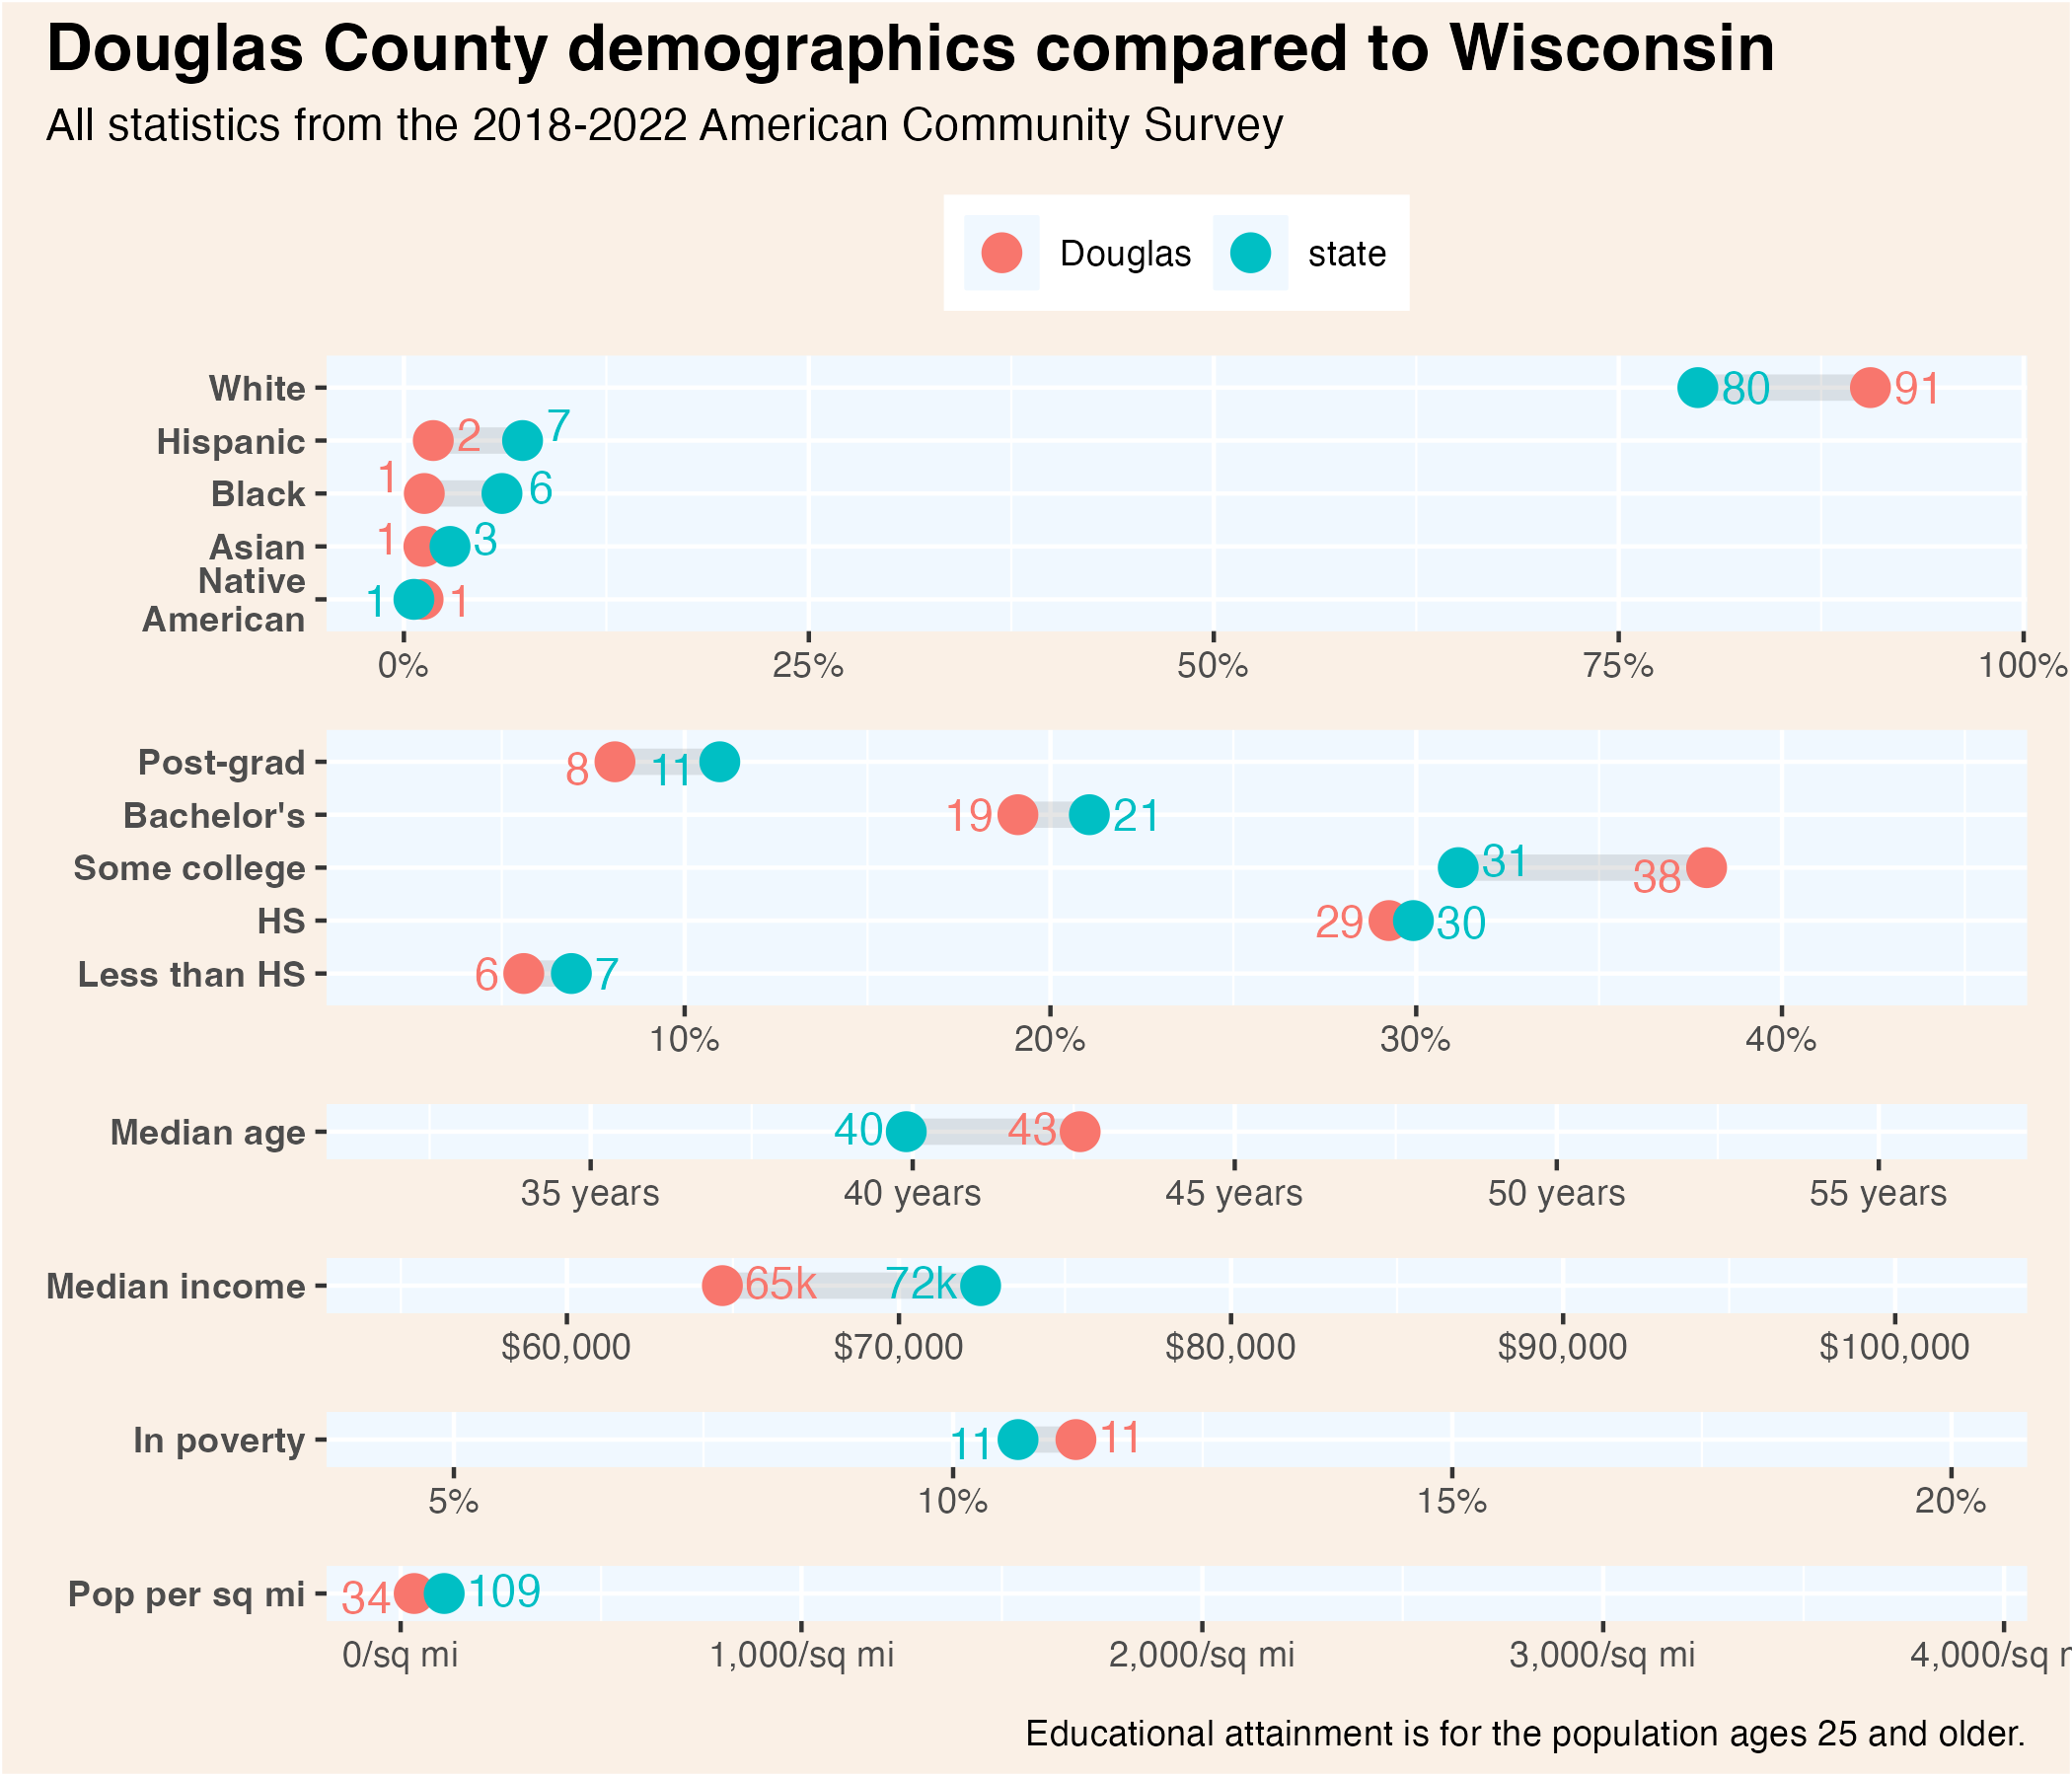 Douglas County demographics compared to Wisconsin
All statistics from the 2018-2022 American Community Survey
Douglas state
White 80 91
Hispanic 2 7
Black 1 6
Asian 1 3
Native
American 1 1
0% 25% 50% 75% 100%
Post-grad 8 11
Bachelor's 19 21
Some college 31 38
HS 29 30
Less than HS 6 7
10% 20% 30% 40%
Median age 40 43
35 years 40 years 45 years 50 years 55 years
Median income 65k 72k
$60,000 $70,000 $80,000 $90,000 $100,000
In poverty 11 11
5% 10% 15% 20%
Pop per sq mi 34 109
0/sq mi 1,000/sq mi 2,000/sq mi 3,000/sq mi 4,000/sq
Educational attainment is for the population ages 25 and older.